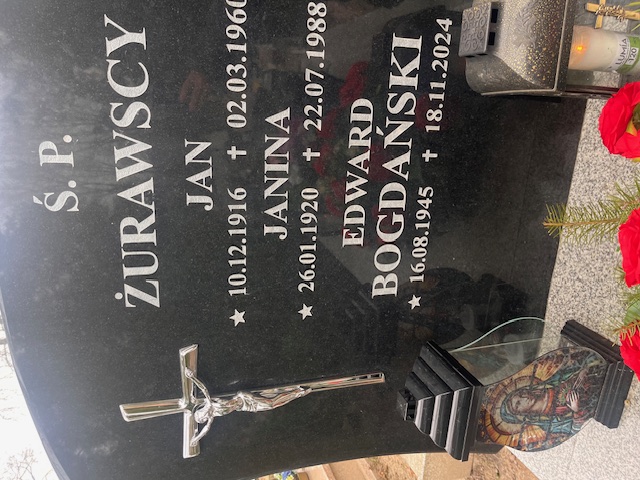 Ś. P.
ŻURAWSCY
JAN
10.12.1916 ✝ 02.03.1960
JANINA
26.01.1920 ✝ 22.07.1988
EDWARD
BOGDAŃSKI
16.08.1945 ✝ 18.11.2024